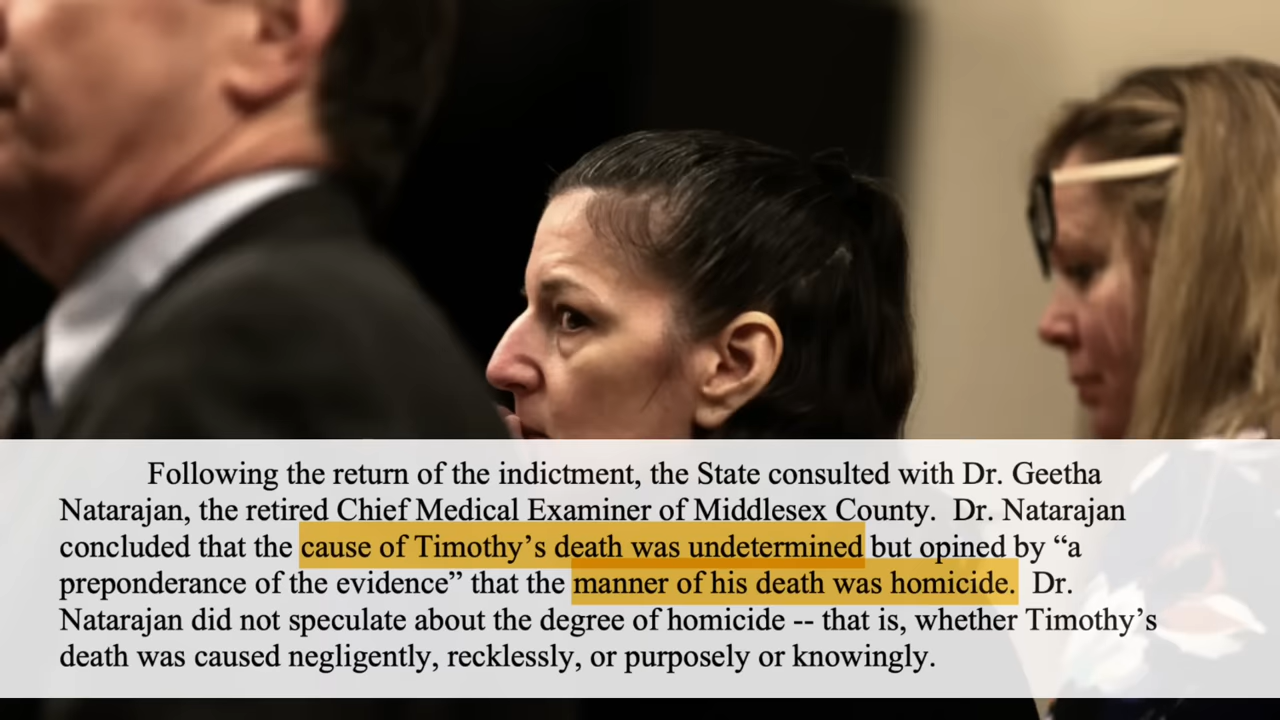 Following the return of the indictment, the State consulted with Dr. Geetha
Natarajan, the retired Chief Medical Examiner of Middlesex County.  Dr. Natarajan
concluded that the cause of Timothy’s death was undetermined but opined by “a
preponderance of the evidence” that the manner of his death was homicide.  Dr.
Natarajan did not speculate about the degree of homicide -- that is, whether Timothy’s
death was caused negligently, recklessly, or purposely or knowingly.